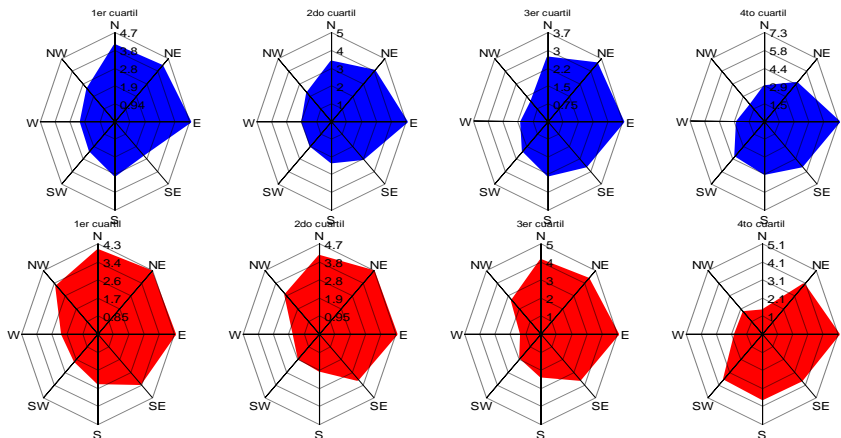 1er cuartil
N
4.7
3.8
2.8
1.9
0.94
NW
NE
W
E
SW
SE
S
2do cuartil
N
5
4
3
2
1
NW
NE
W
E
SW
SE
S
3er cuartil
N
3.7
3
2.2
1.5
0.75
NW
NE
W
E
SW
SE
S
4to cuartil
N
7.3
5.8
4.4
2.9
1.5
NW
NE
W
E
SW
SE
S
1er cuartil
N
4.3
3.4
2.6
1.7
0.85
NW
NE
W
E
SW
SE
S
2do cuartil
N
4.7
3.8
2.8
1.9
0.95
NW
NE
W
E
SW
SE
S
3er cuartil
N
5
4
3
2
1
NW
NE
W
E
SW
SE
S
4to cuartil
N
5.1
4.1
3.1
2.1
1
NW
NE
W
E
SW
SE
S